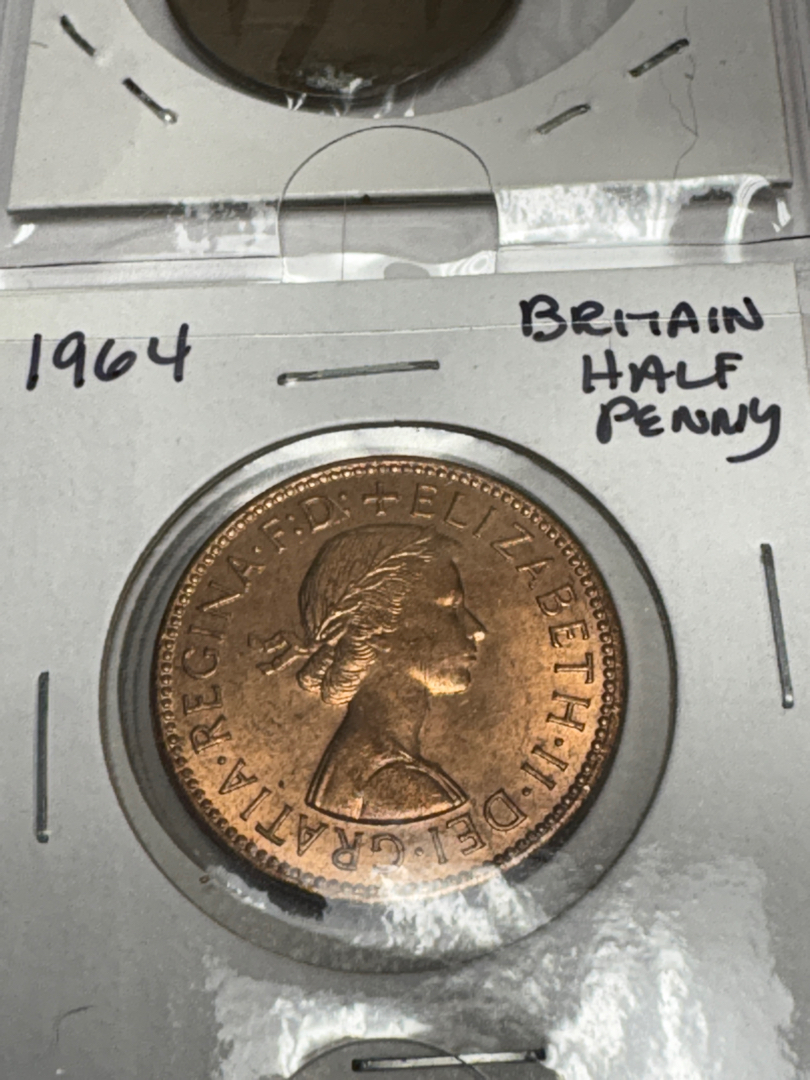 1964
BRITAIN
HALF
PENNY
+ ELIZABETH·II·DEI·GRATIA·REGINA·F:D: